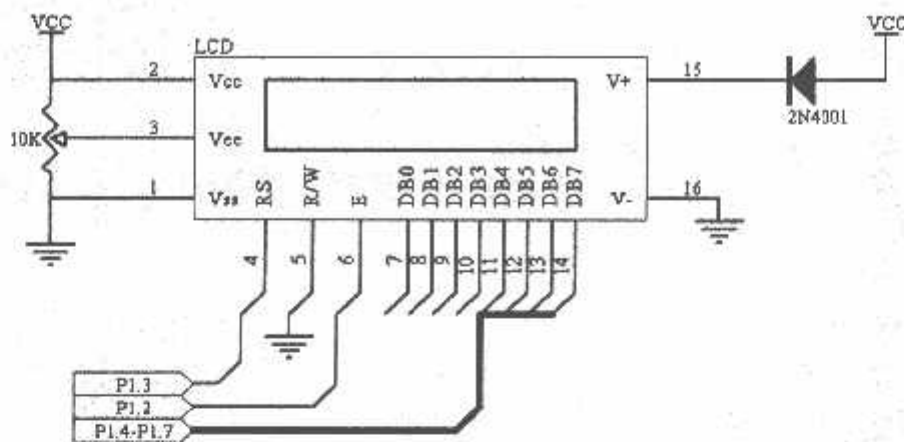 VCC
LCD
VCC
2
Vcc
V+
15
10K
3
Vee
2N4001
1
Vss
RS
R/W
E
DB0
DB1
DB2
DB3
DB4
DB5
DB6
DB7
V-
16
4
5
6
7
8
9
10
11
12
13
14
P1.3
P1.2
P1.4-P1.7